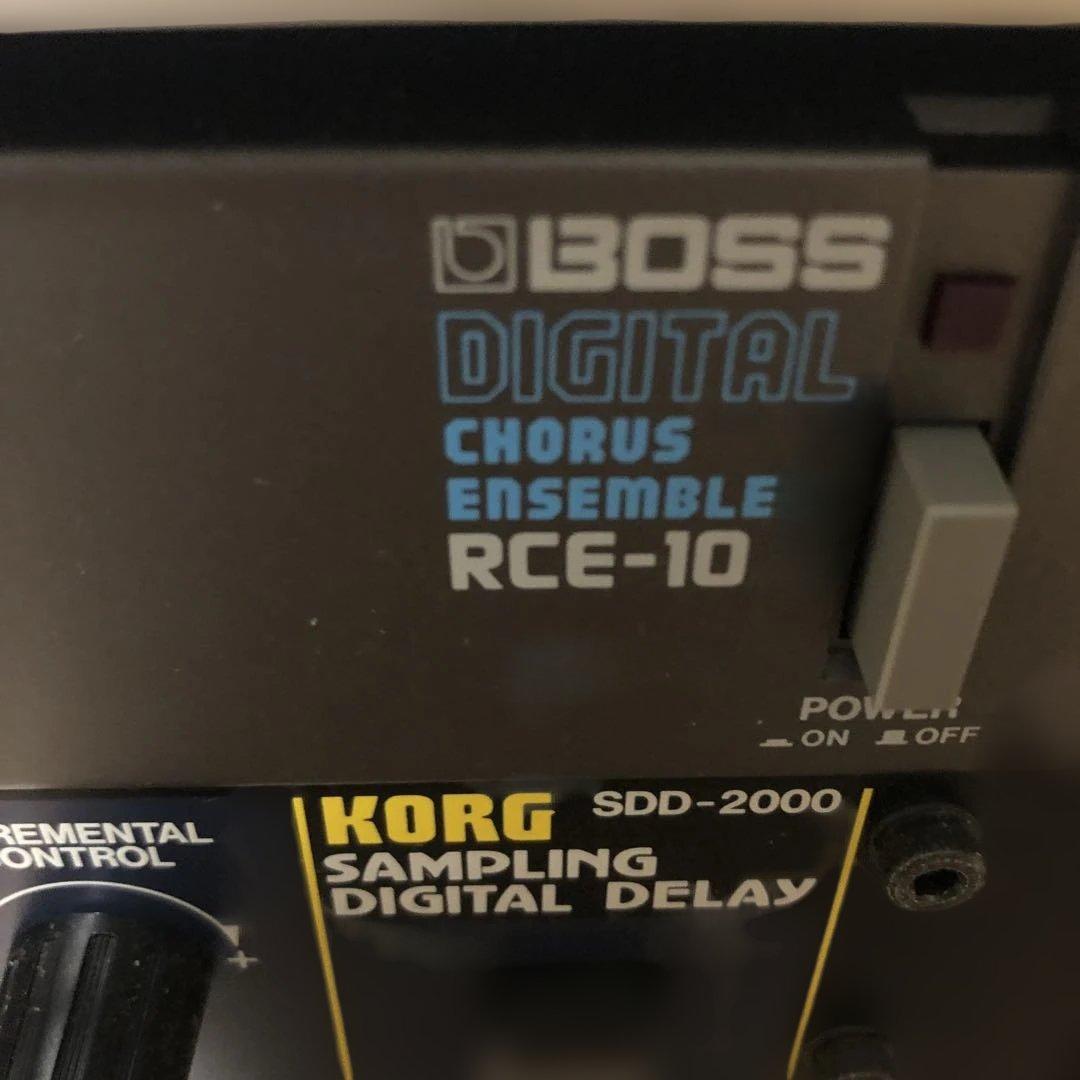 BOSS
DIGITAL
CHORUS
ENSEMBLE
RCE-10
POWER
ON OFF
KORG SDD-2000
SAMPLING
DIGITAL DELAY
REMENTAL
ONTROL
+